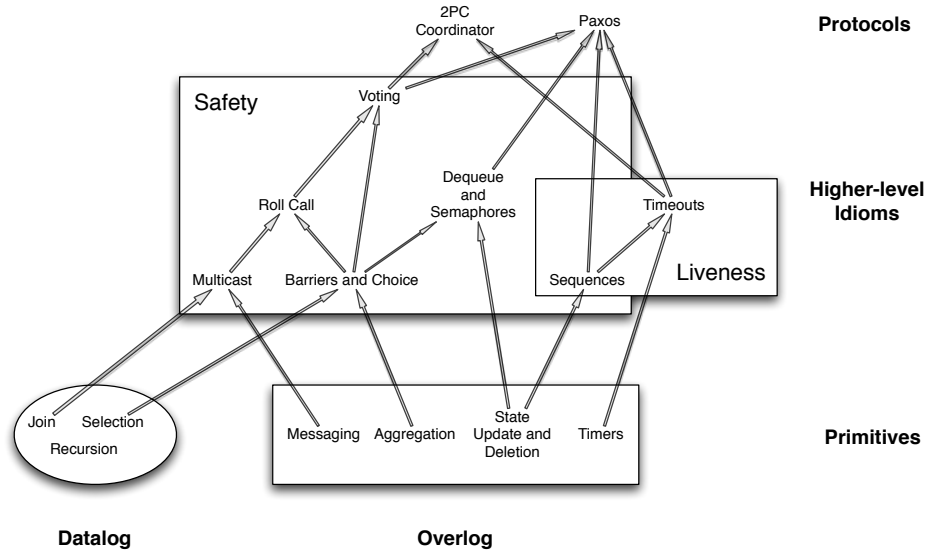 2PC
Coordinator
Paxos
Protocols
Safety
Voting
Dequeue
and
Semaphores
Roll Call
Timeouts
Higher-level
Idioms
Multicast
Barriers and Choice
Sequences
Liveness
Join
Selection
Recursion
Messaging
Aggregation
State
Update and
Deletion
Timers
Primitives
Datalog
Overlog